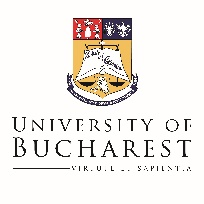 UNIVERSITY OF
BUCHAREST
VIRTUTE ET SAPIENTIA